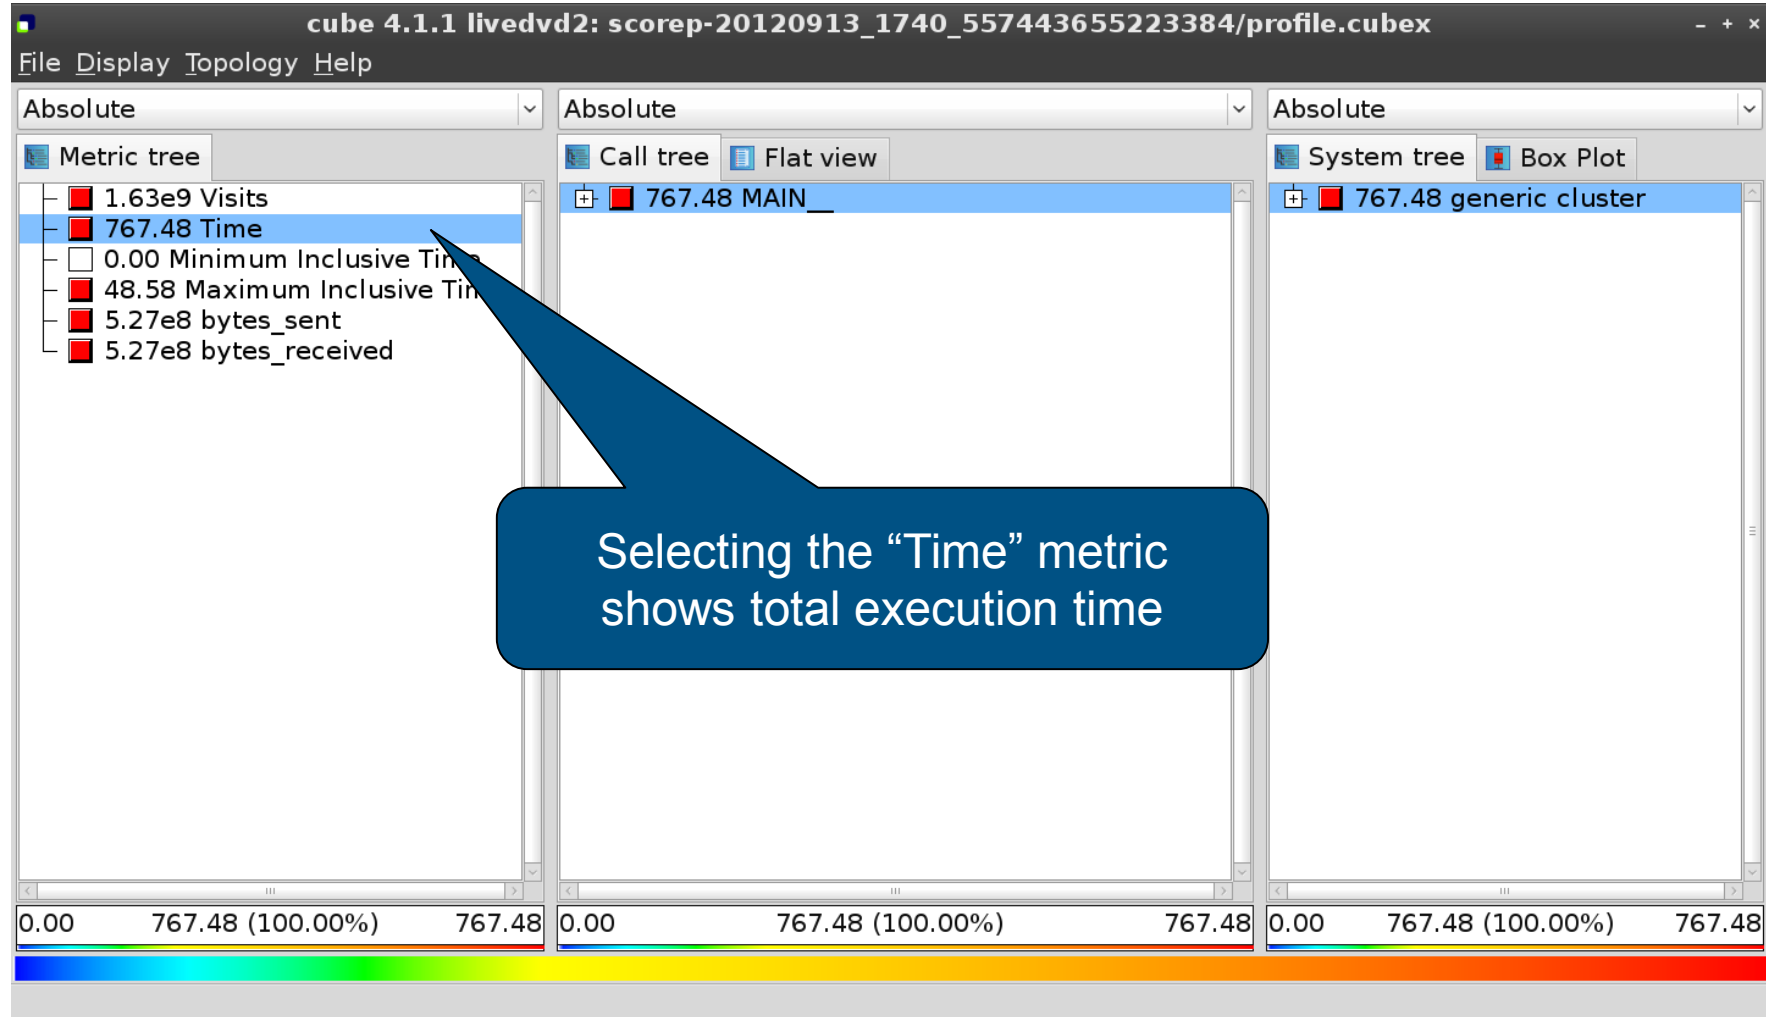 cube 4.1.1 livedvd2: scorep-20120913_1740_557443655223384/profile.cubex
File Display Topology Help
Absolute
Absolute
Absolute
Metric tree
Call tree
Flat view
System tree
Box Plot
1.63e9 Visits
767.48 Time
0.00 Minimum Inclusive Time
48.58 Maximum Inclusive
5.27e8 bytes_sent
5.27e8 bytes_received
767.48 MAIN__
767.48 generic cluster
Selecting the “Time” metric
shows total execution time
0.00 767.48 (100.00%) 767.48
0.00 767.48 (100.00%) 767.48
0.00 767.48 (100.00%) 767.48